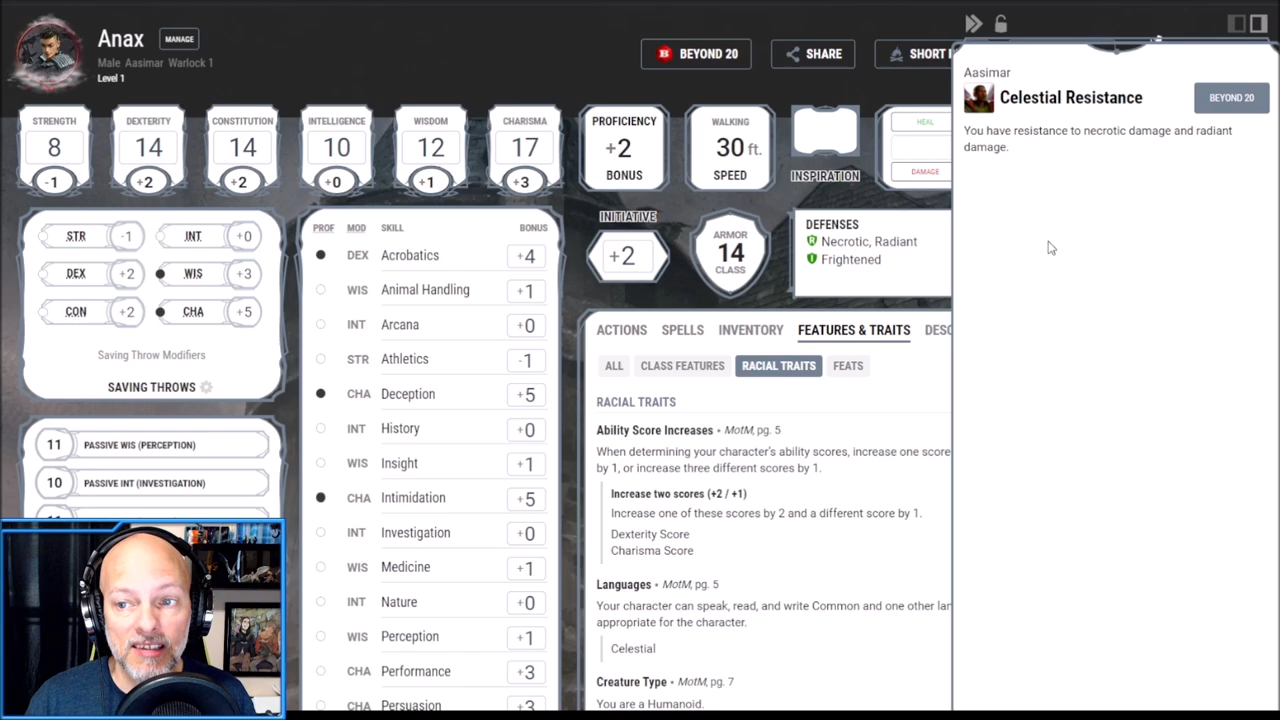 Anax
MANAGE
Male Aasimar Warlock 1
Level 1
BEYOND 20
SHARE
SHORT
STRENGTH
8
-1
DEXTERITY
14
+2
CONSTITUTION
14
+2
INTELLIGENCE
10
+0
WISDOM
12
+1
CHARISMA
17
+3
PROFICIENCY
+2
BONUS
WALKING
30 ft.
SPEED
INSPIRATION
HEAL
DAMAGE
STR -1
INT +0
DEX +2
WIS +3
CON +2
CHA +5
Saving Throw Modifiers
SAVING THROWS
11 PASSIVE WIS (PERCEPTION)
10 PASSIVE INT (INVESTIGATION)
PROF MOD SKILL BONUS
DEX Acrobatics +4
WIS Animal Handling +1
INT Arcana +0
STR Athletics -1
CHA Deception +5
INT History +0
WIS Insight +1
CHA Intimidation +5
INT Investigation +0
WIS Medicine +1
INT Nature +0
WIS Perception +1
CHA Performance +3
CHA Persuasion +3
INITIATIVE
+2
ARMOR
14
CLASS
DEFENSES
Necrotic, Radiant
Frightened
ACTIONS SPELLS INVENTORY FEATURES & TRAITS DESC
ALL CLASS FEATURES RACIAL TRAITS FEATS
RACIAL TRAITS
Ability Score Increases • MotM, pg. 5
When determining your character's ability scores, increase one score
by 1, or increase three different scores by 1.
Increase two scores (+2 / +1)
Increase one of these scores by 2 and a different score by 1.
Dexterity Score
Charisma Score
Languages • MotM, pg. 5
Your character can speak, read, and write Common and one other lan
appropriate for the character.
Celestial
Creature Type • MotM, pg. 7
You are a Humanoid.
Aasimar
Celestial Resistance
BEYOND 20
You have resistance to necrotic damage and radiant
damage.